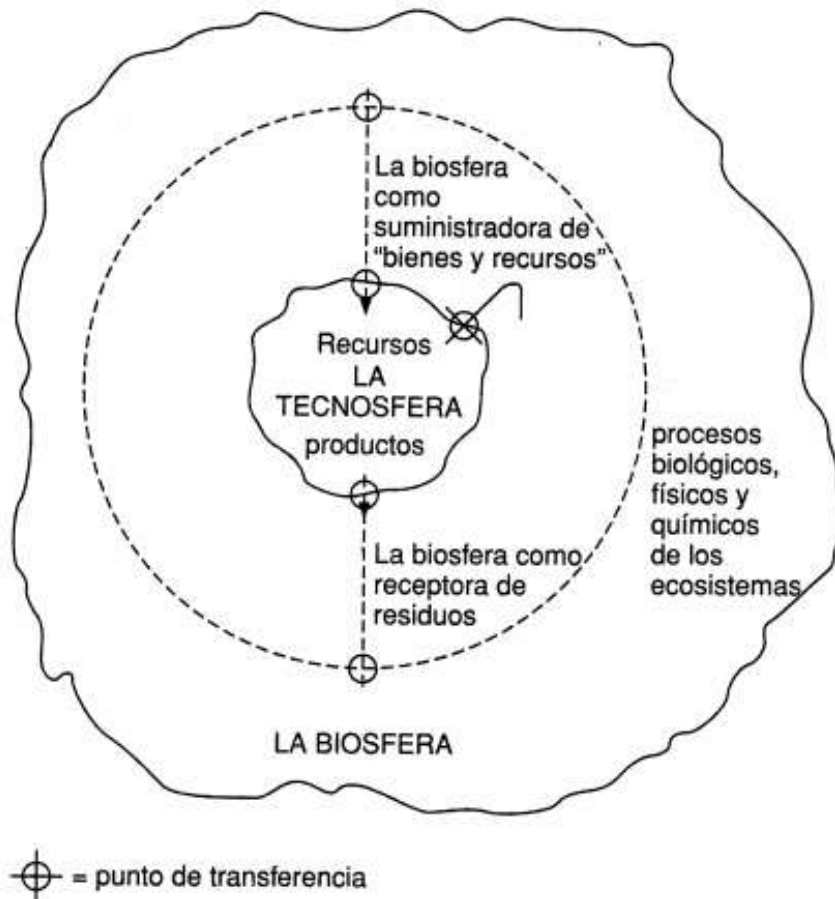 La biosfera
como
suministradora de
"bienes y recursos"
Recursos
LA
TECNOSFERA
productos
procesos
biológicos,
físicos y
químicos
de los
ecosistemas
La biosfera como
receptora de
residuos
LA BIOSFERA
= punto de transferencia